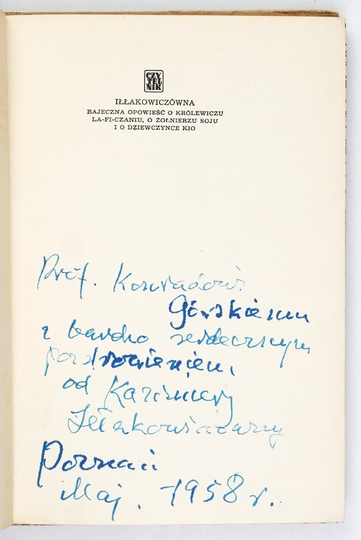 CZY
TEL
NIK
IŁŁAKOWICZÓWNA
BAJECZNA OPOWIEŚĆ O KRÓLEWICZU
LA-FI-CZANIU, O ŻOŁNIERZU SOJU
I O DZIEWCZYNCE KIO
Prof. Konradowi
Górskiemu
z bardzo serdecznym
pozdrowieniem,
od Kazimiery
Iłłakowiczówny
Poznań
Maj. 1958 r.